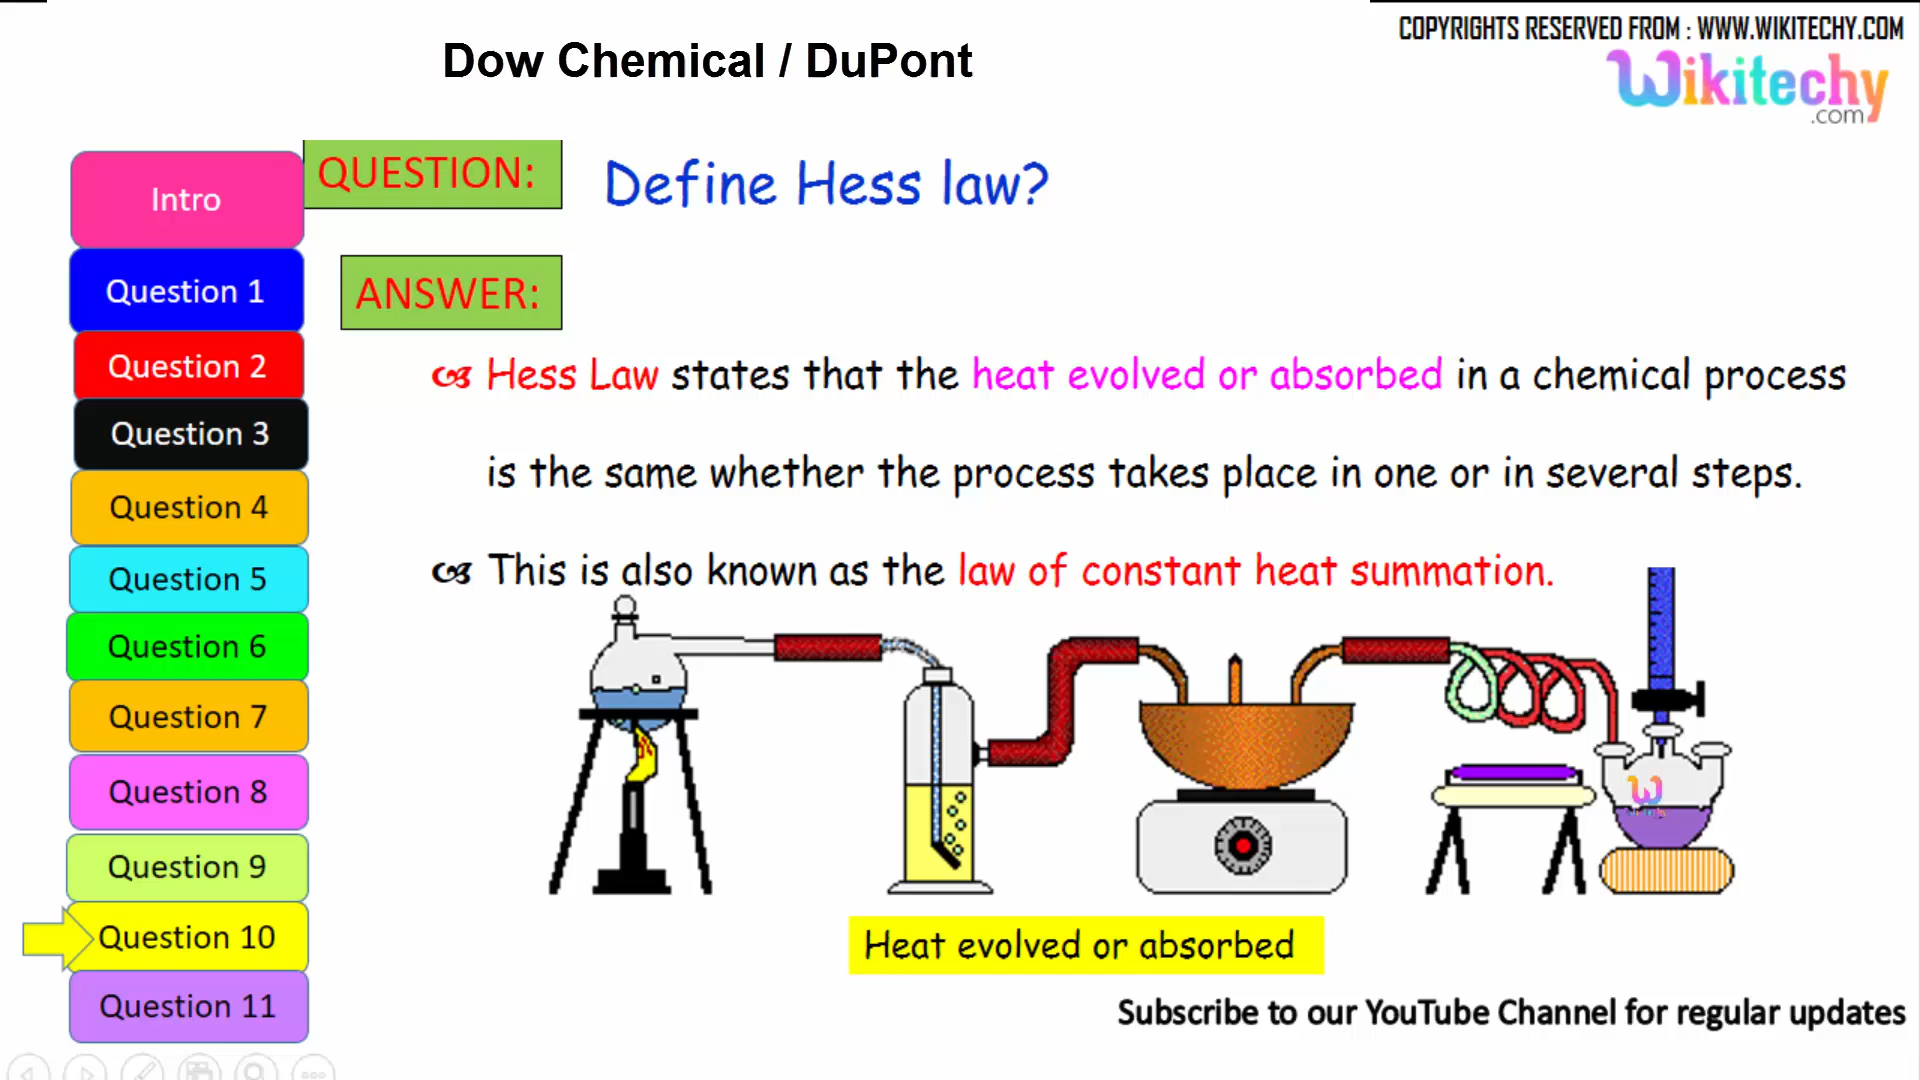 COPYRIGHTS RESERVED FROM : WWW.WIKITECHY.COM
Dow Chemical / DuPont
Wikitechy
.com
Intro
Question 1
Question 2
Question 3
Question 4
Question 5
Question 6
Question 7
Question 8
Question 9
Question 10
Question 11
QUESTION:
Define Hess law?
ANSWER:
Hess Law states that the heat evolved or absorbed in a chemical process
is the same whether the process takes place in one or in several steps.
This is also known as the law of constant heat summation.
Heat evolved or absorbed
Subscribe to our YouTube Channel for regular updates